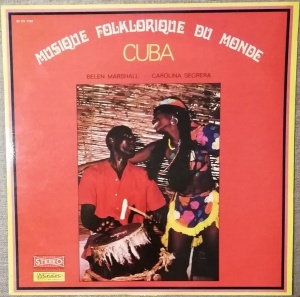 MUSIQUE FOLKLORIQUE DU MONDE
CUBA
BELEN MARSHALL - CAROLINA SEGRERA
STEREO